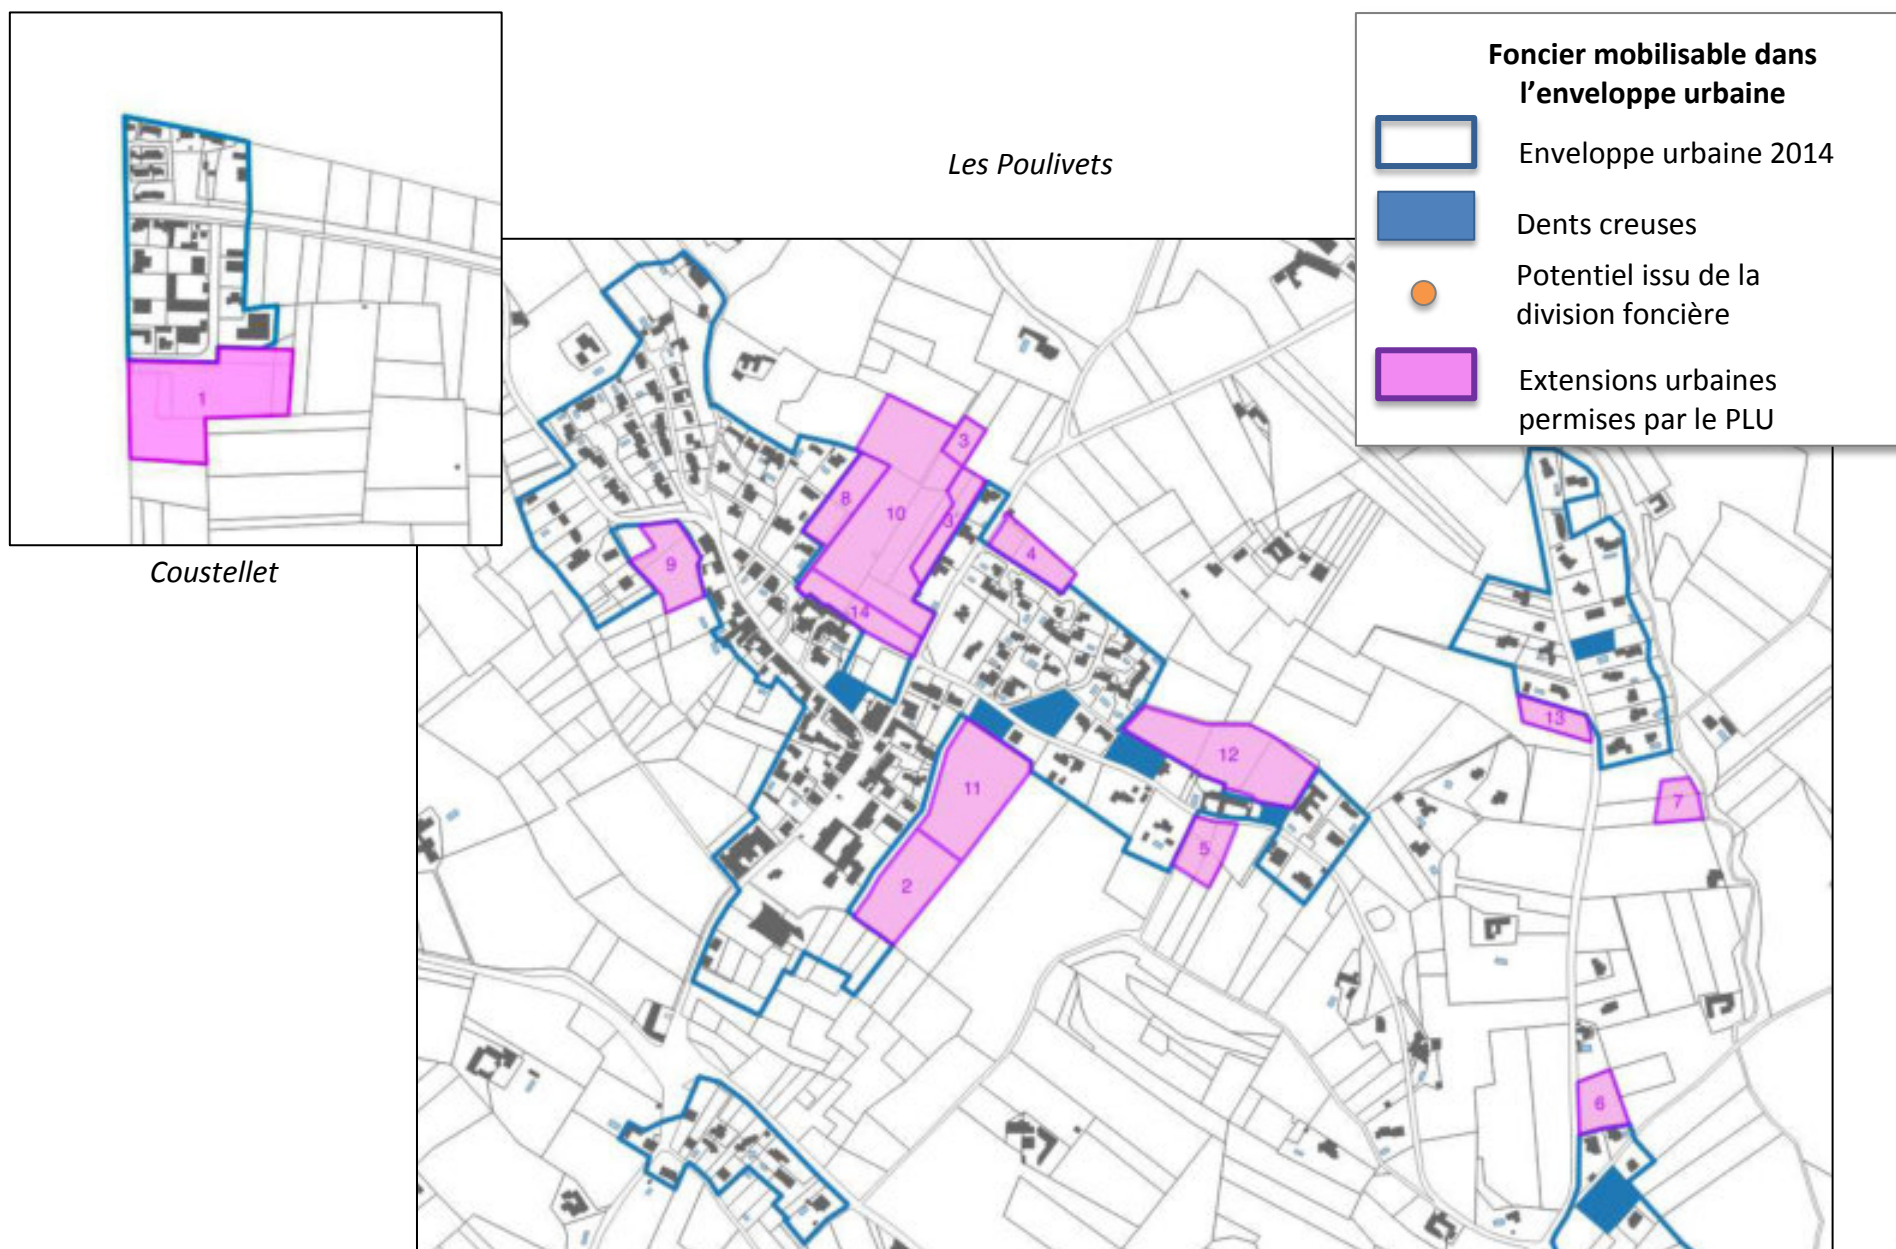 Foncier mobilisable dans
l’enveloppe urbaine
Enveloppe urbaine 2014
Dents creuses
Potentiel issu de la
division foncière
Extensions urbaines
permises par le PLU
Les Poulivets
Coustellet
1
3
8
10
3
4
9
14
13
12
11
7
5
2
6